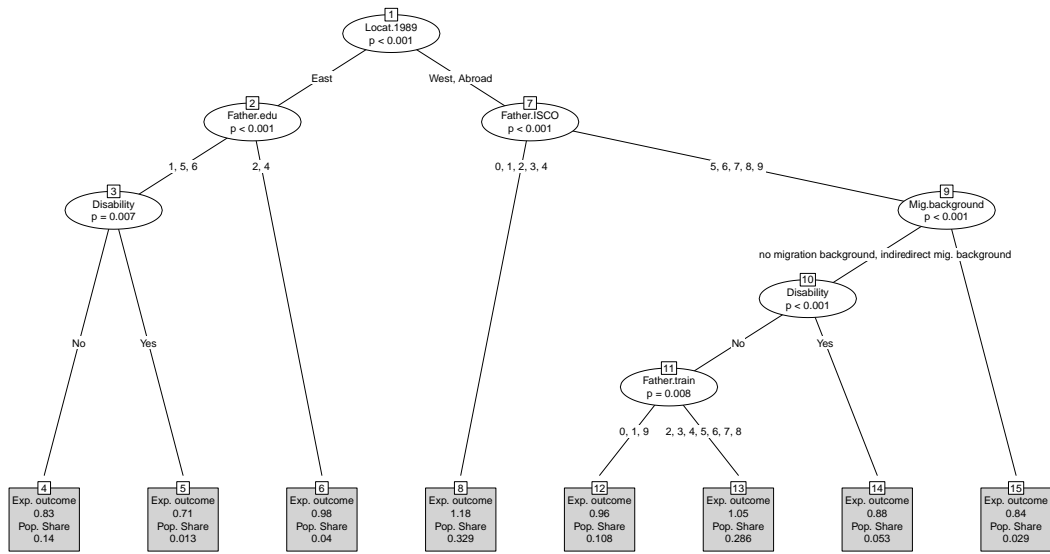 1
Locat.1989
p < 0.001
East
West, Abroad
2
Father.edu
p < 0.001
7
Father.ISCO
p < 0.001
1, 5, 6
2, 4
0, 1, 2, 3, 4
5, 6, 7, 8, 9
3
Disability
p = 0.007
9
Mig.background
p < 0.001
no migration background, indiredirect mig. background
10
Disability
p < 0.001
No
Yes
No
Yes
11
Father.train
p = 0.008
0, 1, 9
2, 3, 4, 5, 6, 7, 8
4
Exp. outcome
0.83
Pop. Share
0.14
5
Exp. outcome
0.71
Pop. Share
0.013
6
Exp. outcome
0.98
Pop. Share
0.04
8
Exp. outcome
1.18
Pop. Share
0.329
12
Exp. outcome
0.96
Pop. Share
0.108
13
Exp. outcome
1.05
Pop. Share
0.286
14
Exp. outcome
0.88
Pop. Share
0.053
15
Exp. outcome
0.84
Pop. Share
0.029